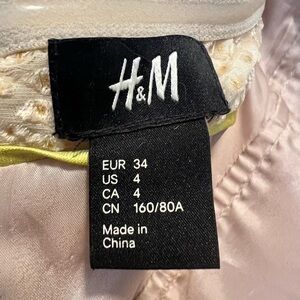 H&M
EUR 34
US 4
CA 4
CN 160/80A
Made in
China